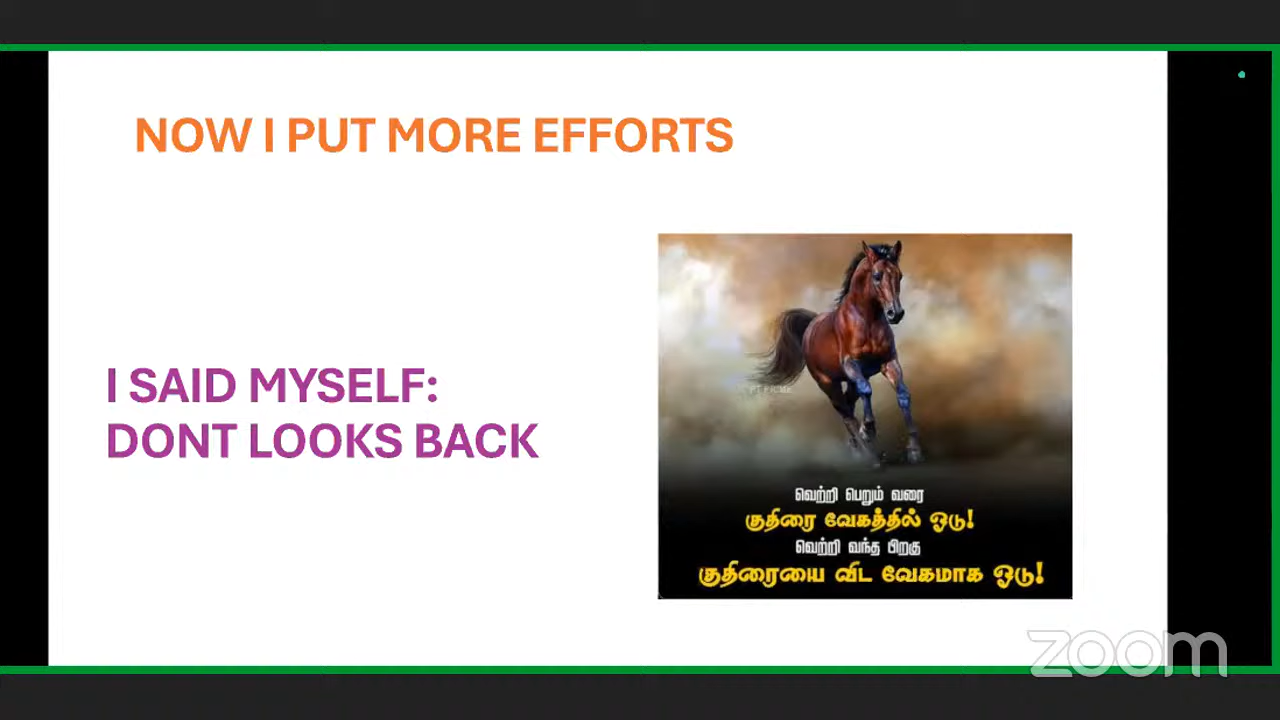 NOW I PUT MORE EFFORTS
I SAID MYSELF:
DONT LOOKS BACK
வெற்றி பெறும் வரை
குதிரை வேகத்தில் ஓடு!
வெற்றி வந்த பிறகு
குதிரையை விட வேகமாக ஓடு!
zoom